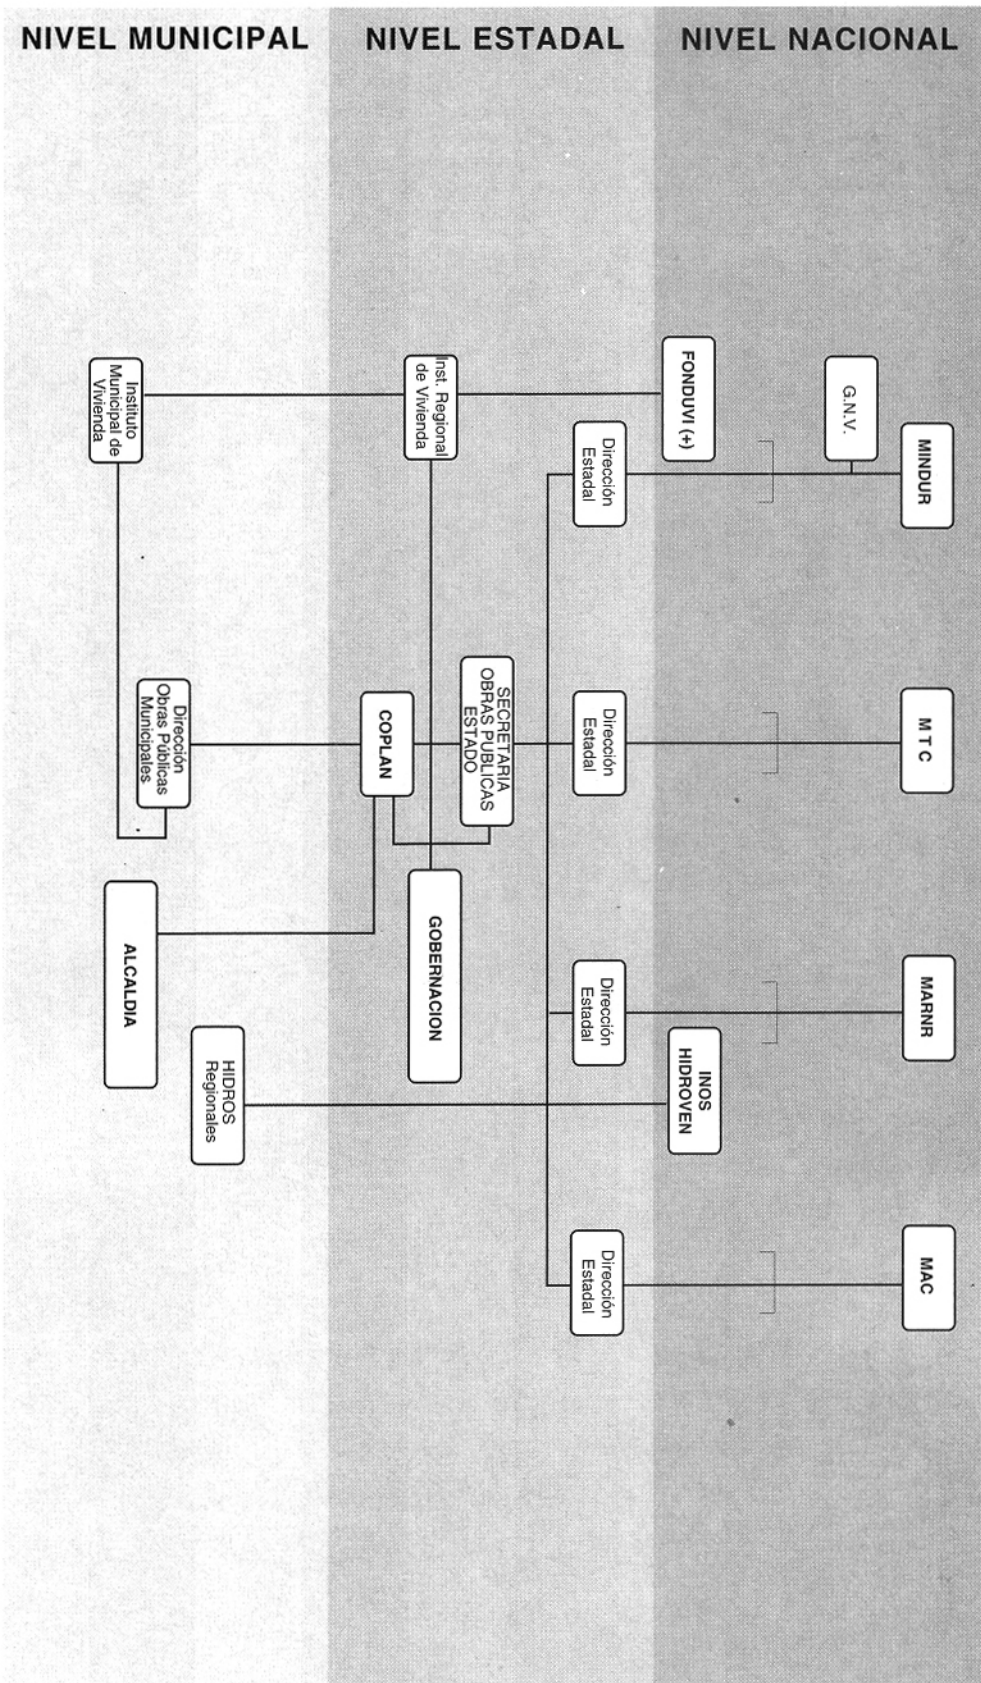 NIVEL MUNICIPAL
NIVEL ESTADAL
NIVEL NACIONAL
MINDUR
M T C
MARNR
MAC
G.N.V.
FONDUVI (+)
INOS
HIDROVEN
Dirección
Estadal
Dirección
Estadal
Dirección
Estadal
Dirección
Estadal
SECRETARIA
OBRAS PUBLICAS
ESTADO
Inst. Regional
de Vivienda
GOBERNACION
COPLAN
HIDROS
Regionales
Dirección
Obras Públicas
Municipales
Instituto
Municipal de
Vivienda
ALCALDIA